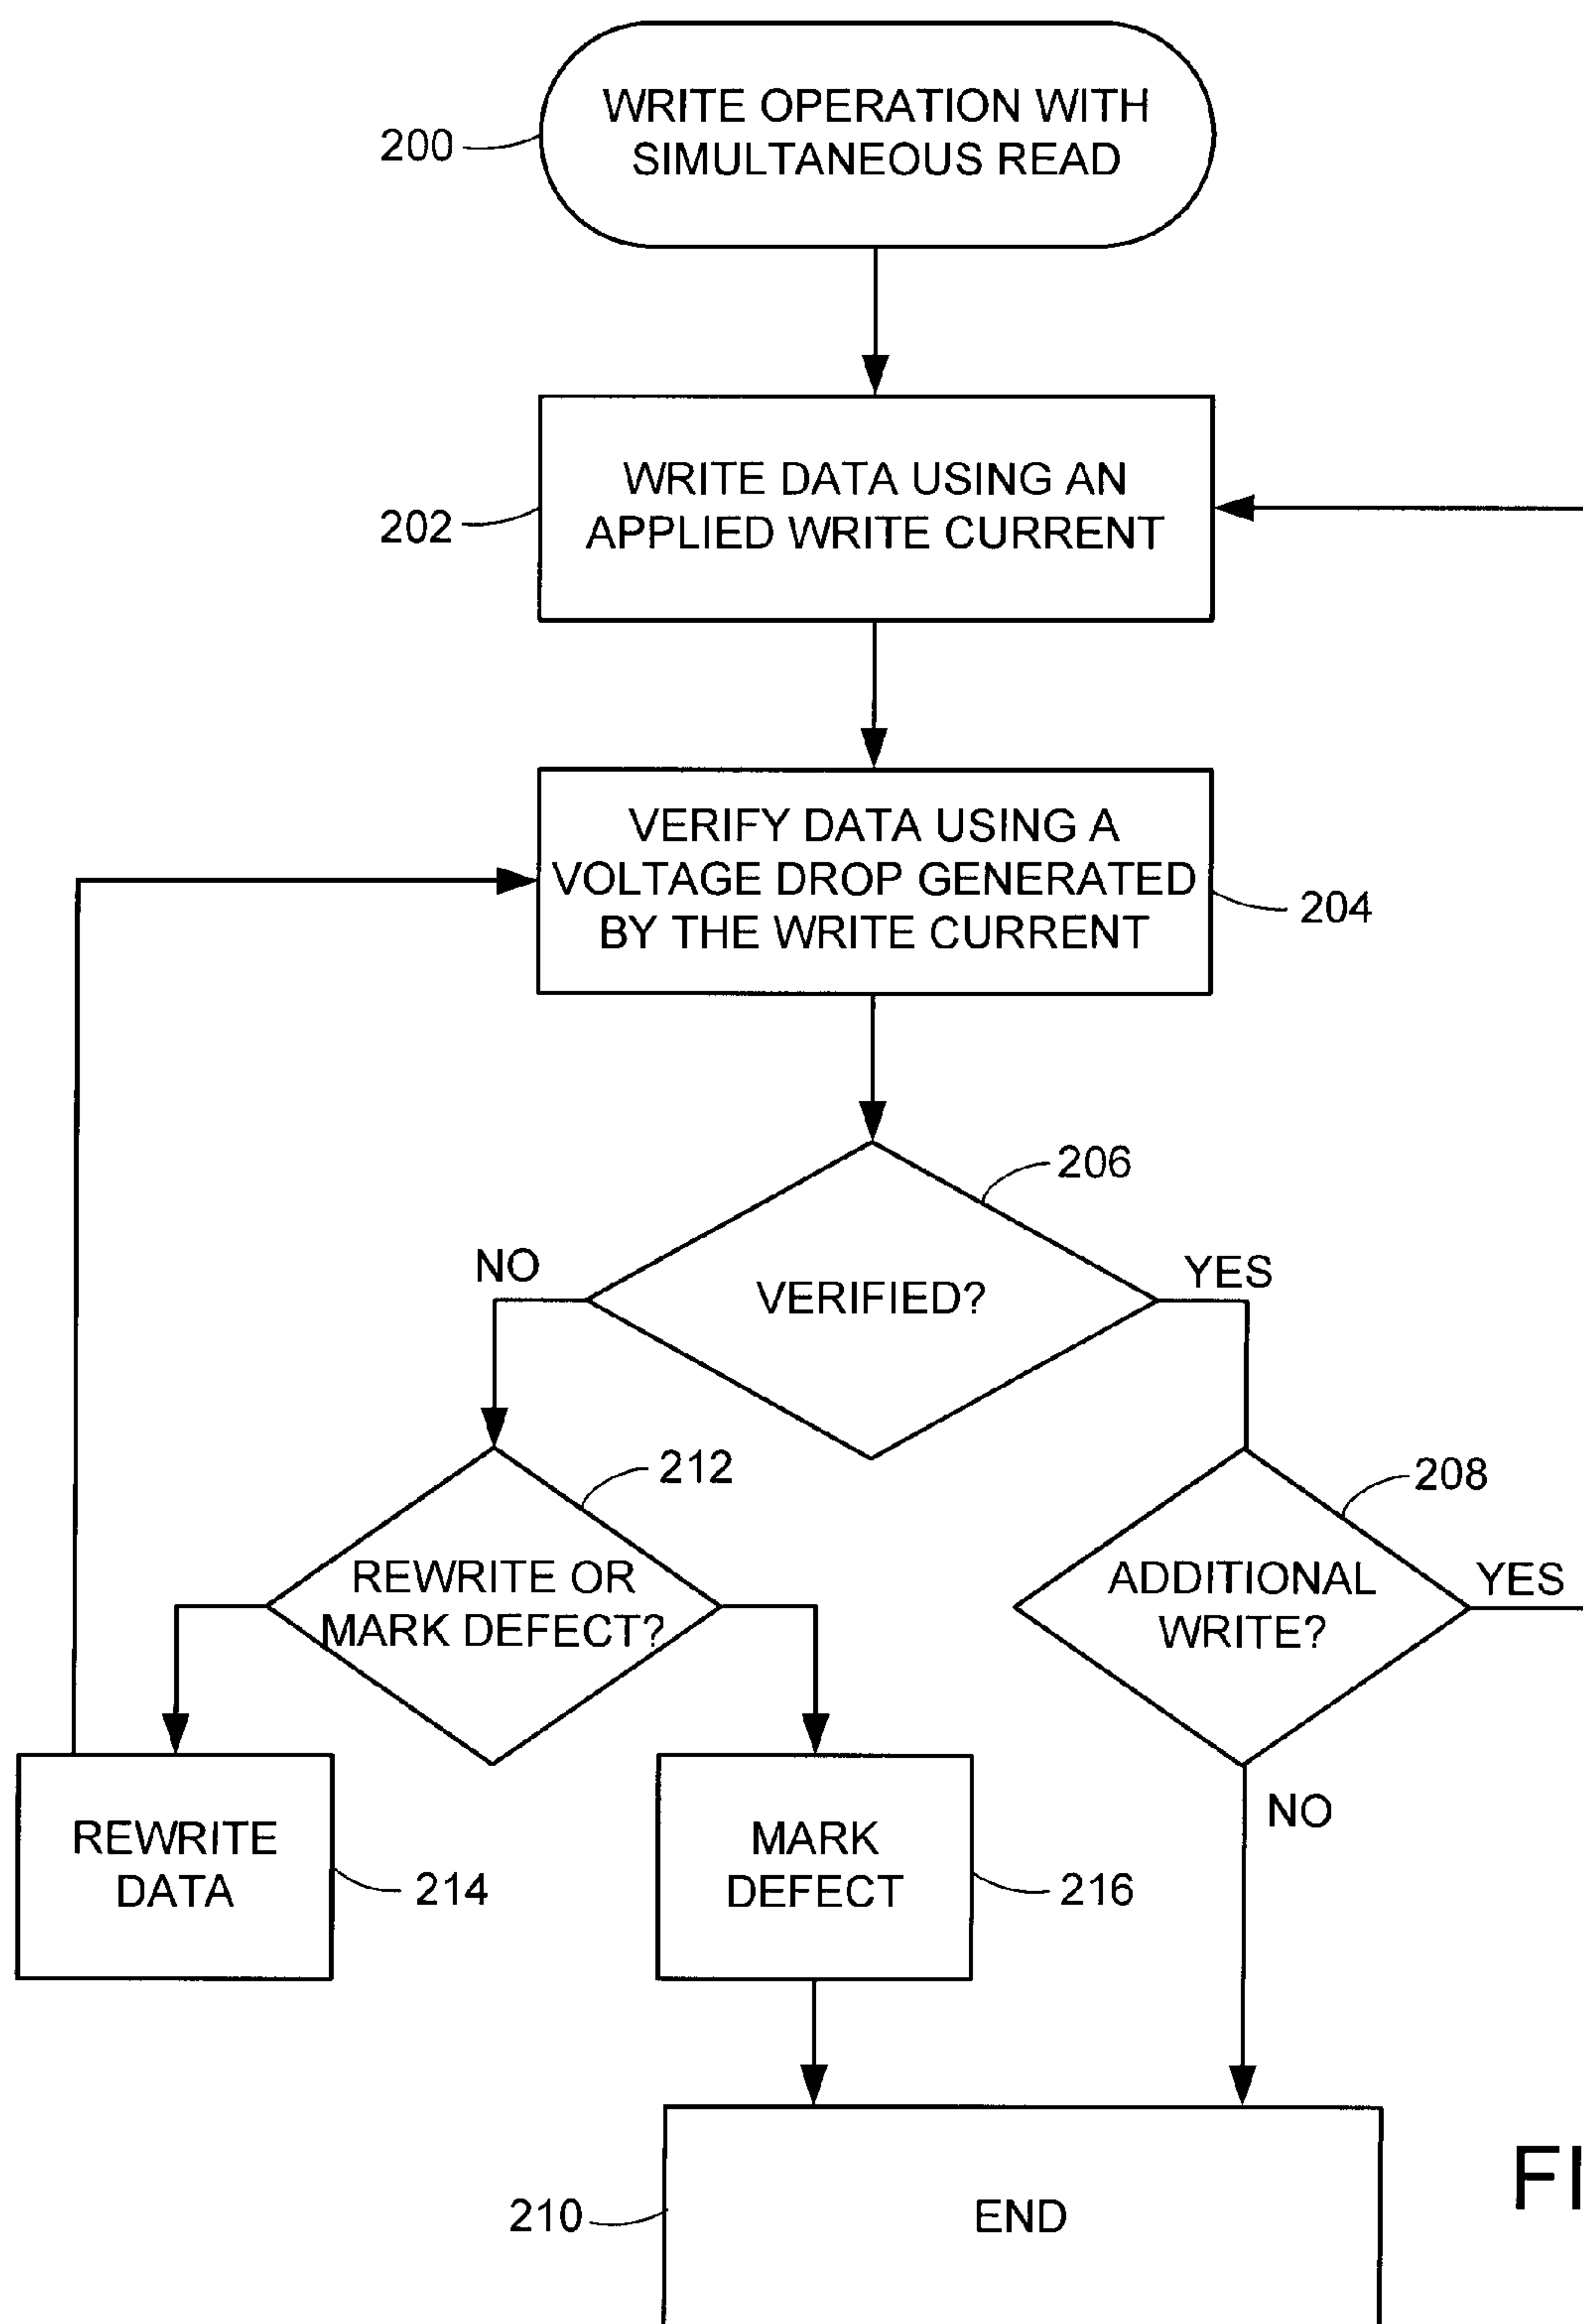 WRITE OPERATION WITH
SIMULTANEOUS READ
200
WRITE DATA USING AN
APPLIED WRITE CURRENT
202
VERIFY DATA USING A
VOLTAGE DROP GENERATED
BY THE WRITE CURRENT
204
206
NO
VERIFIED?
YES
212
208
REWRITE OR
MARK DEFECT?
ADDITIONAL
WRITE?
YES
NO
REWRITE
DATA
214
MARK
DEFECT
216
210
END
FI